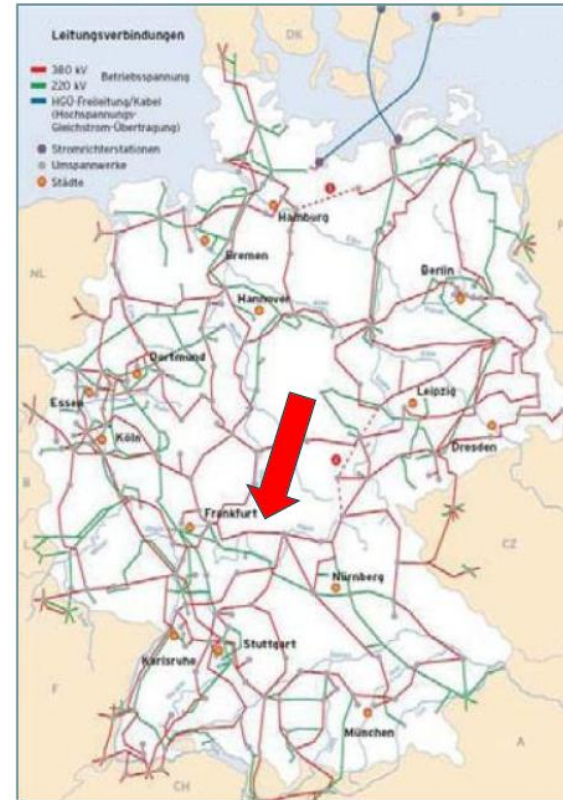 Leitungsverbindungen
380 kV
Betriebsspannung
220 kV
HGÜ-Freileitung/Kabel
(Hochspannungs-
Gleichstrom-Übertragung)
Stromrichterstationen
Umspannwerke
Städte
DK
S
Hamburg
Bremen
NL
Berlin
Hannover
Dortmund
Leipzig
Essen
Köln
Dresden
B
Frankfurt
CZ
Nürnberg
Stuttgart
Karlsruhe
F
München
A
CH